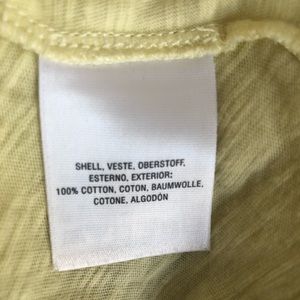 SHELL, VESTE, OBERSTOFF,
ESTERNO, EXTERIOR:
100% COTTON, COTON, BAUMWOLLE,
COTONE, ALGODÓN